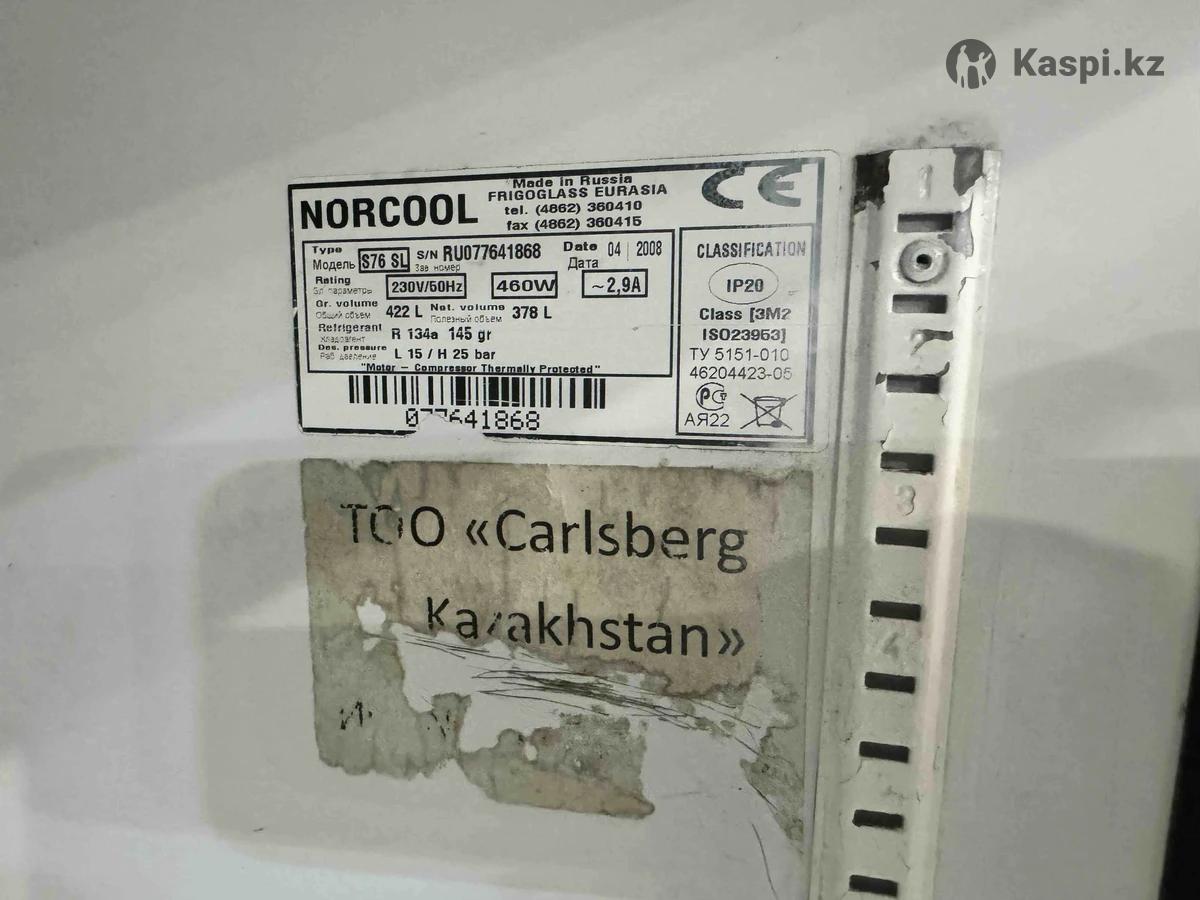 Kaspi.kz
NORCOOL
Made in Russia
FRIGOGLASS EURASIA
tel. (4862) 360410
fax (4862) 360415
CE
Type
Модель S76 SL S/N RU077641868 Date 04 | 2008
Зав номер Дата
Rating
Эл параметры 230V/50Hz 460W ~2,9A
Gr. volume 422 L Net. volume 378 L
Общий объем Полезный объем
Refrigerant R 134a 145 gr
Хладоагент
Des. pressure L 15 / H 25 bar
Раб давление
"Motor - Compressor Thermally Protected"
077641868
CLASSIFICATION
IP20
Class [3M2
ISO23953]
ТУ 5151-010
46204423-05
АЯ22
ТОО «Carlsberg
Kazakhstan»
1
2
3
4